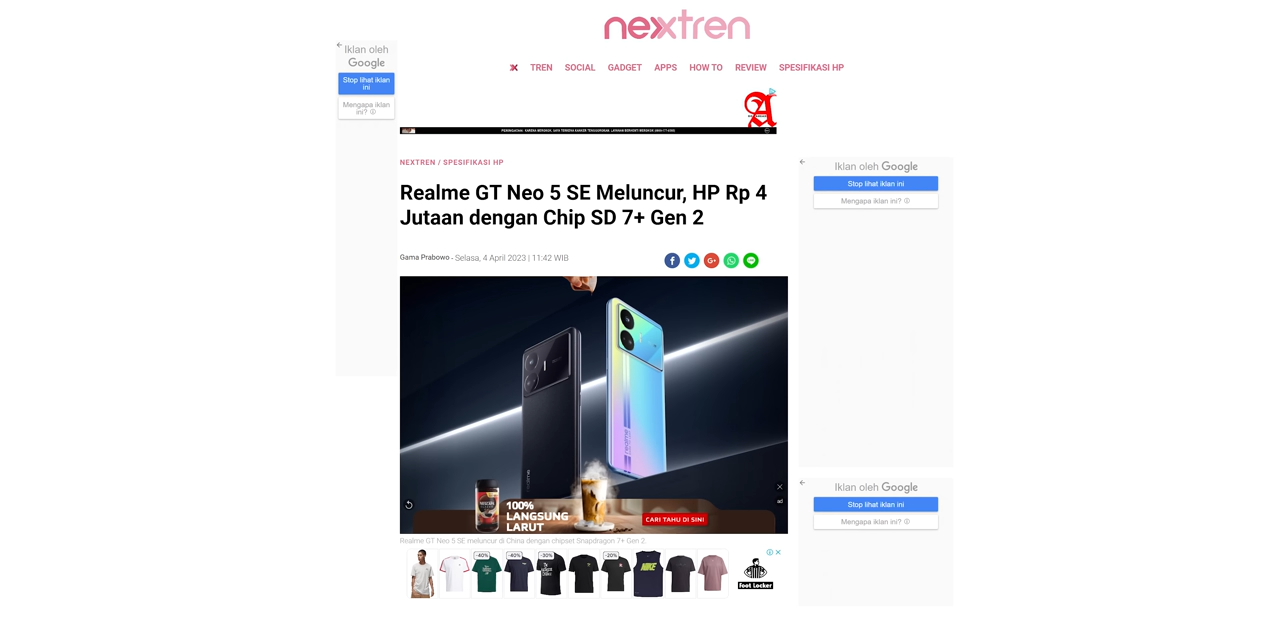 nextren
TREN SOCIAL GADGET APPS HOW TO REVIEW SPESIFIKASI HP
Iklan oleh
Google
Stop lihat iklan
ini
Mengapa iklan
ini?
A
NEXTREN / SPESIFIKASI HP
Realme GT Neo 5 SE Meluncur, HP Rp 4
Jutaan dengan Chip SD 7+ Gen 2
Gama Prabowo - Selasa, 4 April 2023 | 11:42 WIB
realme
100%
LANGSUNG
LARUT
CARI TAHU DI SINI
ad
Realme GT Neo 5 SE meluncur di China dengan chipset Snapdragon 7+ Gen 2.
-40% -40% -30% -20%
NIKE
Foot Locker
Iklan oleh Google
Stop lihat iklan ini
Mengapa iklan ini?
Iklan oleh Google
Stop lihat iklan ini
Mengapa iklan ini?